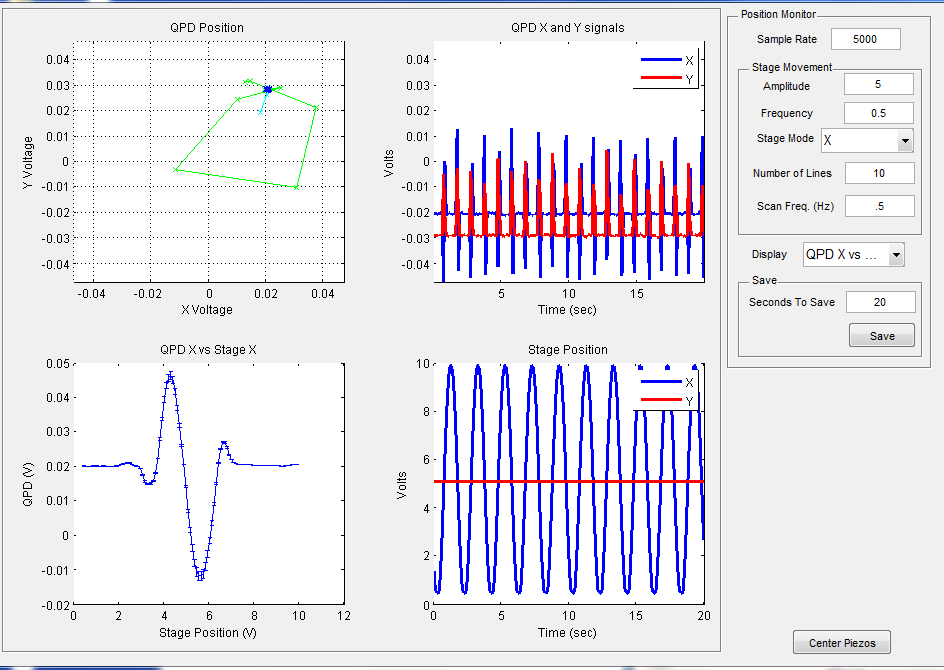 QPD Position
0.04
0.03
0.02
0.01
0
-0.01
-0.02
-0.03
-0.04
Y Voltage
-0.04 -0.02 0 0.02 0.04
X Voltage
QPD X and Y signals
X
Y
0.04
0.03
0.02
0.01
0
-0.01
-0.02
-0.03
-0.04
Volts
5 10 15
Time (sec)
QPD X vs Stage X
0.05
0.04
0.03
0.02
0.01
0
-0.01
-0.02
QPD (V)
0 2 4 6 8 10 12
Stage Position (V)
Stage Position
X
Y
10
8
6
4
2
0
Volts
0 5 10 15 20
Time (sec)
Position Monitor
Sample Rate 5000
Stage Movement
Amplitude 5
Frequency 0.5
Stage Mode X
Number of Lines 10
Scan Freq. (Hz) .5
Display QPD X vs ...
Save
Seconds To Save 20
Save
Center Piezos